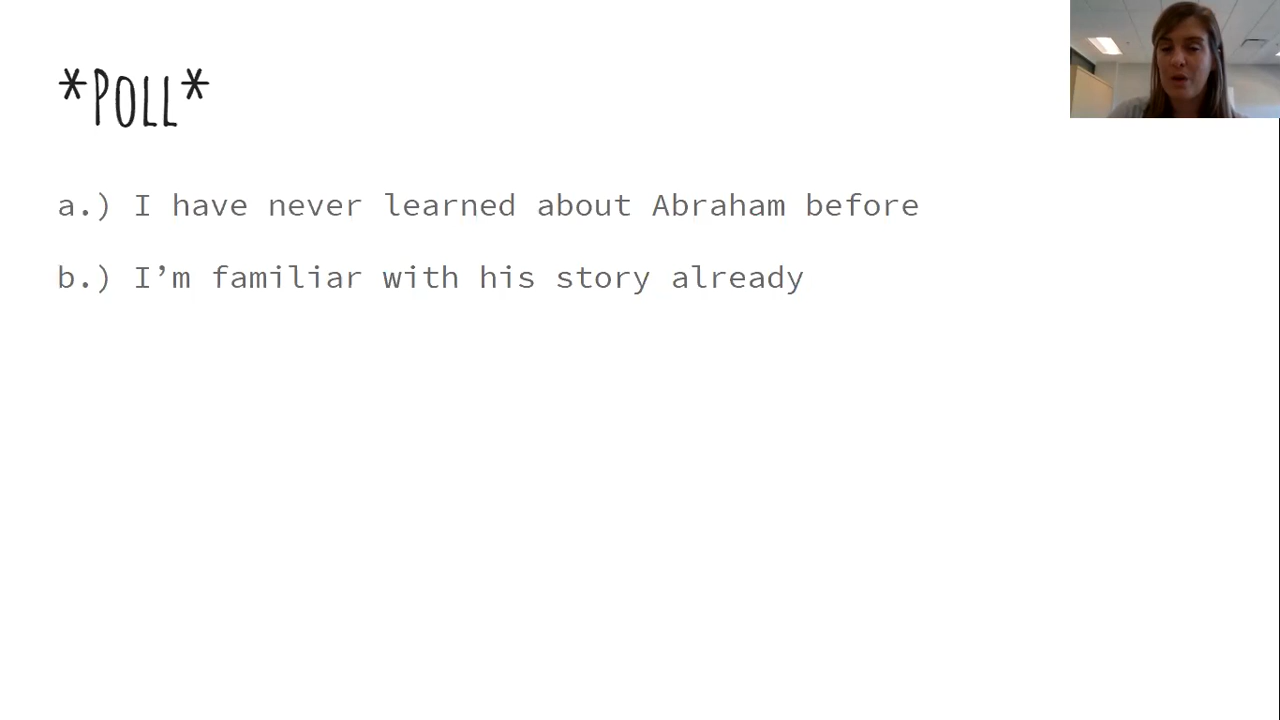 *POLL*
a.) I have never learned about Abraham before
b.) I’m familiar with his story already